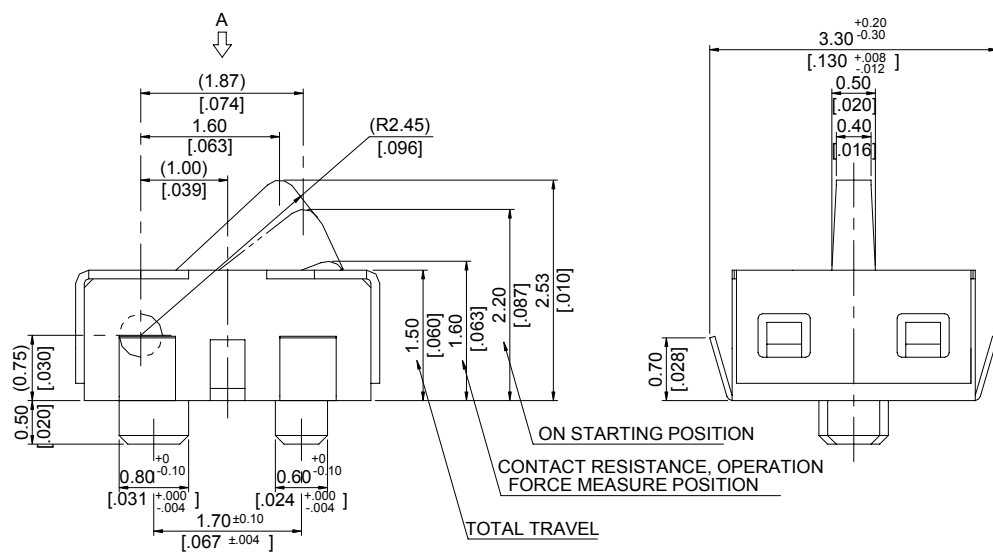 A
(1.87)
[.074]
1.60
[.063]
(1.00)
[.039]
(R2.45)
[.096]
2.53
[.010]
2.20
[.087]
1.60
[.063]
1.50
[.060]
(0.75)
[.030]
0.50
[.020]
0.80 +0 -0.10
[.031 +.000 -.004 ]
0.60 +0 -0.10
[.024 +.000 -.004 ]
1.70 ±0.10
[.067 ±.004 ]
ON STARTING POSITION
CONTACT RESISTANCE, OPERATION
FORCE MEASURE POSITION
TOTAL TRAVEL
3.30 +0.20 -0.30
[.130 +.008 -.012 ]
0.50
[.020]
0.40
[.016]
0.70
[.028]